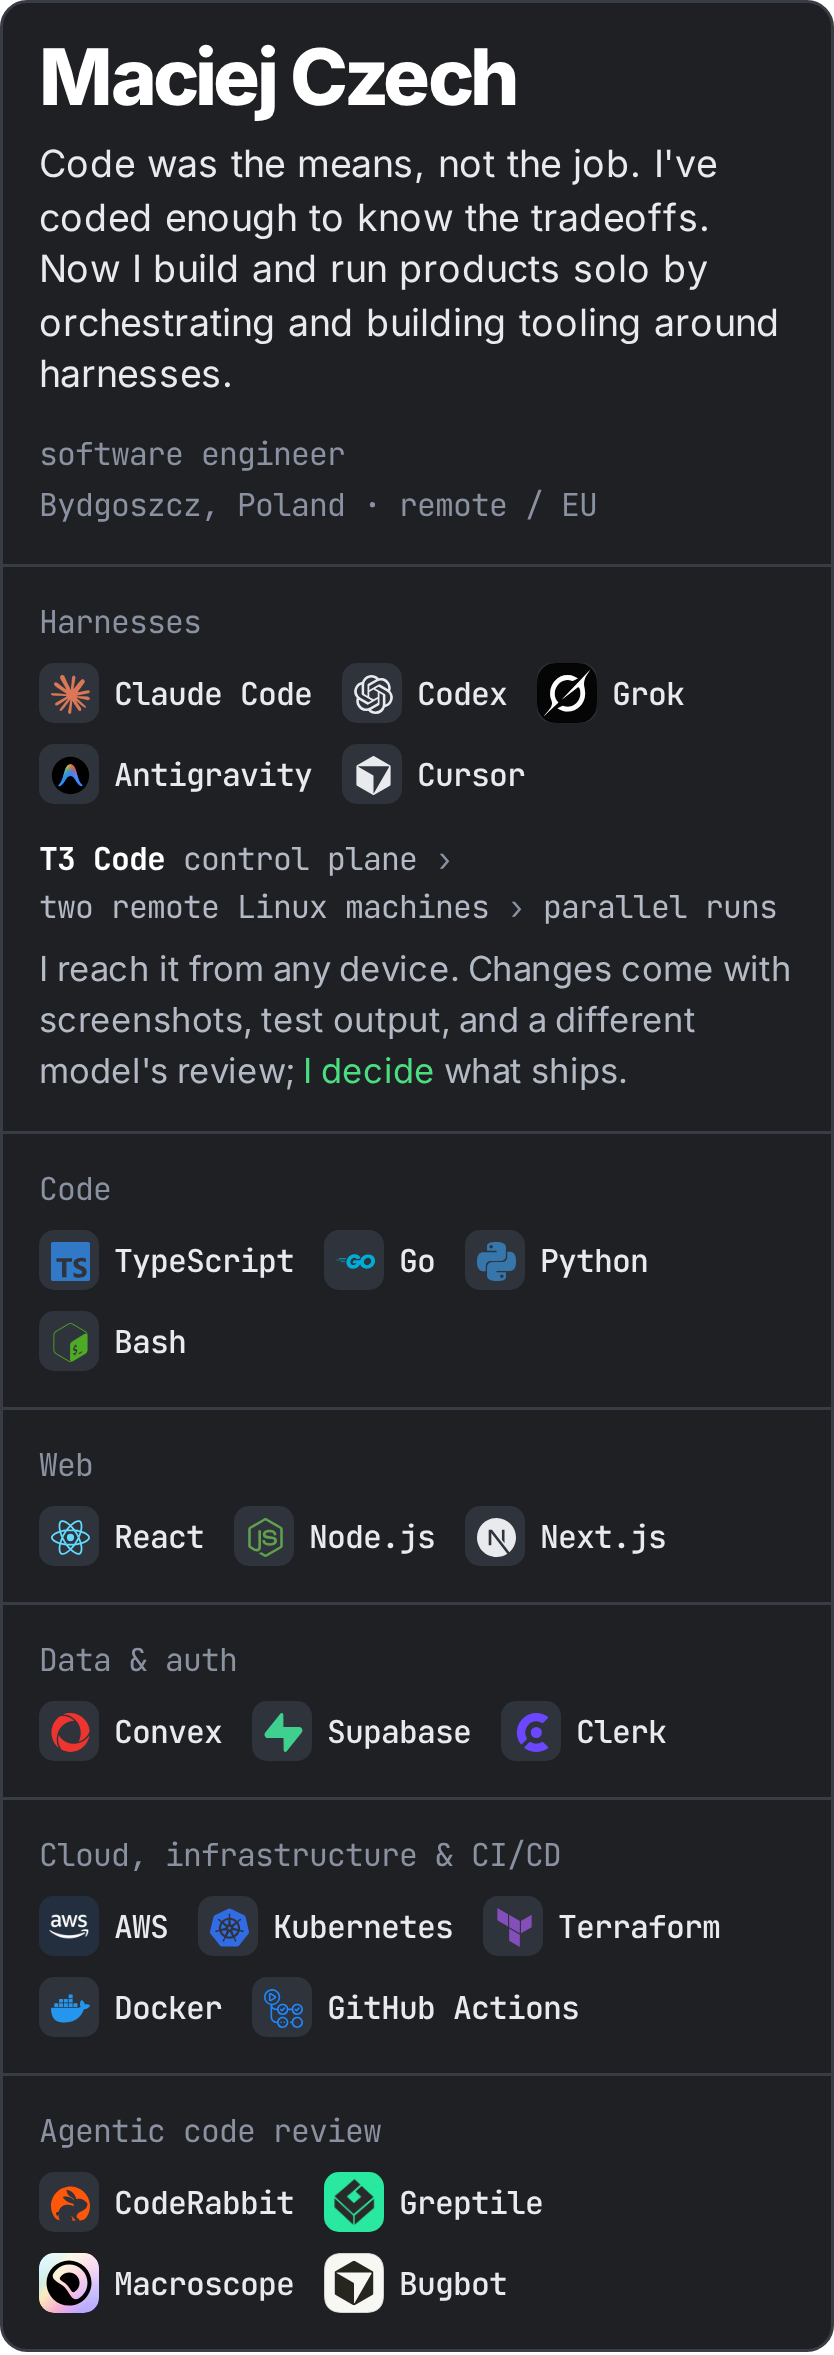 Maciej Czech
Code was the means, not the job. I've
coded enough to know the tradeoffs.
Now I build and run products solo by
orchestrating and building tooling around
harnesses.
software engineer
Bydgoszcz, Poland · remote / EU
Harnesses
Claude Code Codex Grok
Antigravity Cursor
T3 Code control plane ›
two remote Linux machines › parallel runs
I reach it from any device. Changes come with
screenshots, test output, and a different
model's review; I decide what ships.
Code
TS TypeScript GO Go Python
$_ Bash
Web
React JS Node.js N Next.js
Data & auth
Convex Supabase Clerk
Cloud, infrastructure & CI/CD
aws AWS Kubernetes Terraform
Docker GitHub Actions
Agentic code review
CodeRabbit Greptile
Macroscope Bugbot